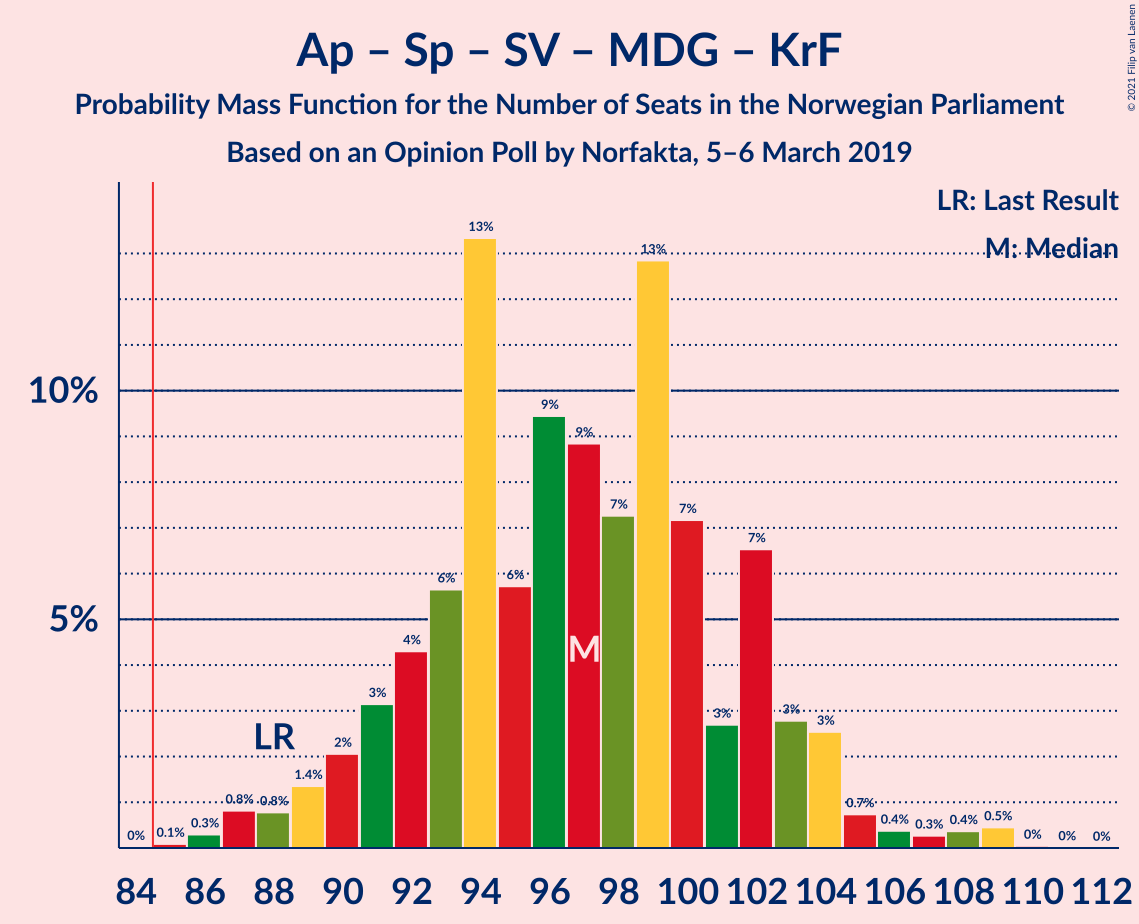 © 2021 Filip van Laenen
Ap – Sp – SV – MDG – KrF
Probability Mass Function for the Number of Seats in the Norwegian Parliament
Based on an Opinion Poll by Norfakta, 5–6 March 2019
LR: Last Result
M: Median
10%
5%
0% 0.1% 0.3% 0.8% 0.8% 1.4% 2% 3% 4% 6% 13% 6% 9% 9% 7% 13% 7% 3% 7% 3% 3% 0.7% 0.4% 0.3% 0.4% 0.5% 0% 0% 0%
LR
M
84 86 88 90 92 94 96 98 100 102 104 106 108 110 112